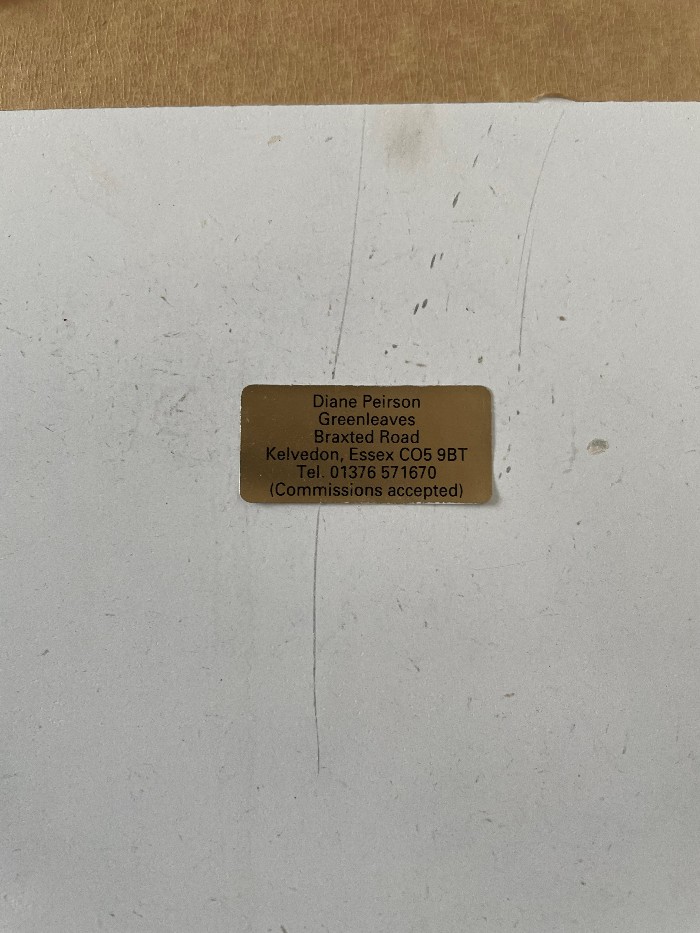 Diane Peirson
Greenleaves
Braxted Road
Kelvedon, Essex CO5 9BT
Tel. 01376 571670
(Commissions accepted)